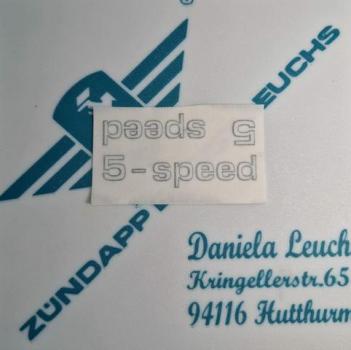 5 speed
5-speed
ZÜNDAPP EUCHS
Daniela Leuch
Kringellerstr.65
94116 Hutthurm